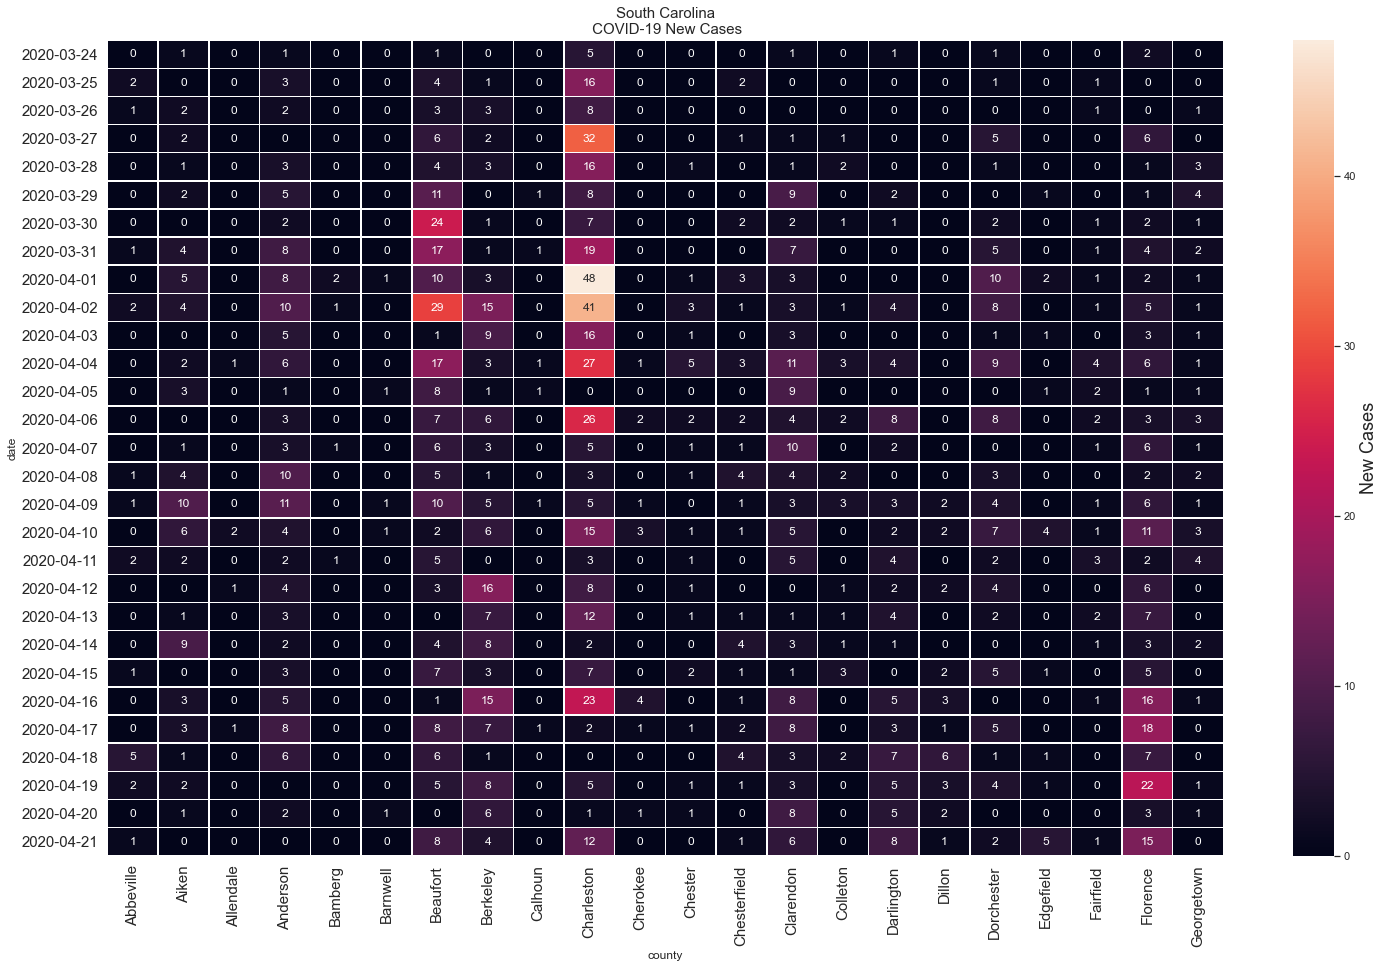 South Carolina
COVID-19 New Cases
2020-03-24 0 1 0 1 0 0 1 0 0 5 0 0 0 1 0 1 0 1 0 0 2 0
2020-03-25 2 0 0 3 0 0 4 1 0 16 0 0 2 0 0 0 0 1 0 1 0 0
2020-03-26 1 2 0 2 0 0 3 3 0 8 0 0 0 0 0 0 0 0 0 1 0 1
2020-03-27 0 2 0 0 0 0 6 2 0 32 0 0 1 1 1 0 0 5 0 0 6 0
2020-03-28 0 1 0 3 0 0 4 3 0 16 0 1 0 1 2 0 0 1 0 0 1 3
2020-03-29 0 2 0 5 0 0 11 0 1 8 0 0 0 9 0 2 0 0 1 0 1 4
2020-03-30 0 0 0 2 0 0 24 1 0 7 0 0 2 2 1 1 0 2 0 1 2 1
2020-03-31 1 4 0 8 0 0 17 1 1 19 0 0 0 7 0 0 0 5 0 1 4 2
2020-04-01 0 5 0 8 2 1 10 3 0 48 0 1 3 3 0 0 0 10 2 1 2 1
2020-04-02 2 4 0 10 1 0 29 15 0 41 0 3 1 3 1 4 0 8 0 1 5 1
2020-04-03 0 0 0 5 0 0 1 9 0 16 0 1 0 3 0 0 0 1 1 0 3 1
2020-04-04 0 2 1 6 0 0 17 3 1 27 1 5 3 11 3 4 0 9 0 4 6 1
2020-04-05 0 3 0 1 0 1 8 1 1 0 0 0 0 9 0 0 0 0 1 2 1 1
2020-04-06 0 0 0 3 0 0 7 6 0 26 2 2 2 4 2 8 0 8 0 2 3 3
2020-04-07 0 1 0 3 1 0 6 3 0 5 0 1 1 10 0 2 0 0 0 1 6 1
2020-04-08 1 4 0 10 0 0 5 1 0 3 0 1 4 4 2 0 0 3 0 0 2 2
2020-04-09 1 10 0 11 0 1 10 5 1 5 1 0 1 3 3 3 2 4 0 1 6 1
2020-04-10 0 6 2 4 0 1 2 6 0 15 3 1 1 5 0 2 2 7 4 1 11 3
2020-04-11 2 2 0 2 1 0 5 0 0 3 0 1 0 5 0 4 0 2 0 3 2 4
2020-04-12 0 0 1 4 0 0 3 16 0 8 0 1 0 0 1 2 2 4 0 0 6 0
2020-04-13 0 1 0 3 0 0 0 7 0 12 0 1 1 1 1 4 0 2 0 2 7 0
2020-04-14 0 9 0 2 0 0 4 8 0 2 0 0 4 3 1 1 0 0 0 1 3 2
2020-04-15 1 0 0 3 0 0 7 3 0 7 0 2 1 1 3 0 2 5 1 0 5 0
2020-04-16 0 3 0 5 0 0 1 15 0 23 4 0 1 8 0 5 3 0 0 1 16 1
2020-04-17 0 3 1 8 0 0 8 7 1 2 1 1 2 8 0 3 1 5 0 0 18 0
2020-04-18 5 1 0 6 0 0 6 1 0 0 0 0 4 3 2 7 6 1 1 0 7 0
2020-04-19 2 2 0 0 0 0 5 8 0 5 0 1 1 3 0 5 3 4 1 0 22 1
2020-04-20 0 1 0 2 0 1 0 6 0 1 1 1 0 8 0 5 2 0 0 0 3 1
2020-04-21 1 0 0 0 0 0 8 4 0 12 0 0 1 6 0 8 1 2 5 1 15 0
Abbeville Aiken Allendale Anderson Bamberg Barnwell Beaufort Berkeley Calhoun Charleston Cherokee Chester Chesterfield Clarendon Colleton Darlington Dillon Dorchester Edgefield Fairfield Florence Georgetown
county
date
40
30
20
10
0
New Cases